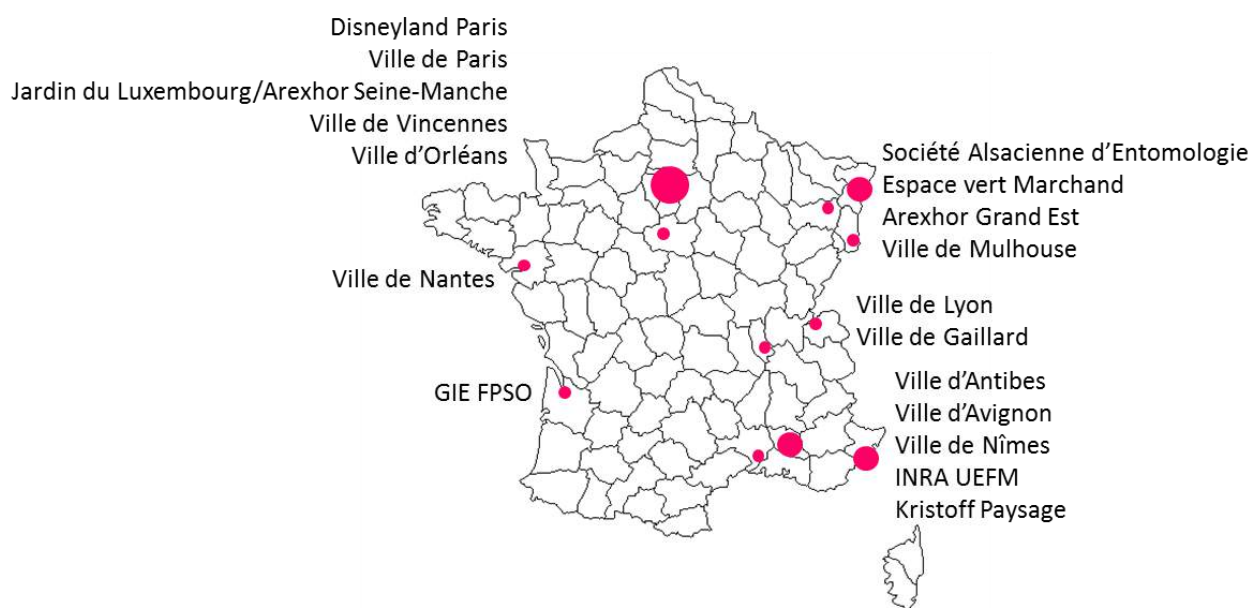 Disneyland Paris
Ville de Paris
Jardin du Luxembourg/Arexhor Seine-Manche
Ville de Vincennes
Ville d’Orléans
Société Alsacienne d’Entomologie
Espace vert Marchand
Arexhor Grand Est
Ville de Mulhouse
Ville de Nantes
Ville de Lyon
Ville de Gaillard
GIE FPSO
Ville d’Antibes
Ville d’Avignon
Ville de Nîmes
INRA UEFM
Kristoff Paysage